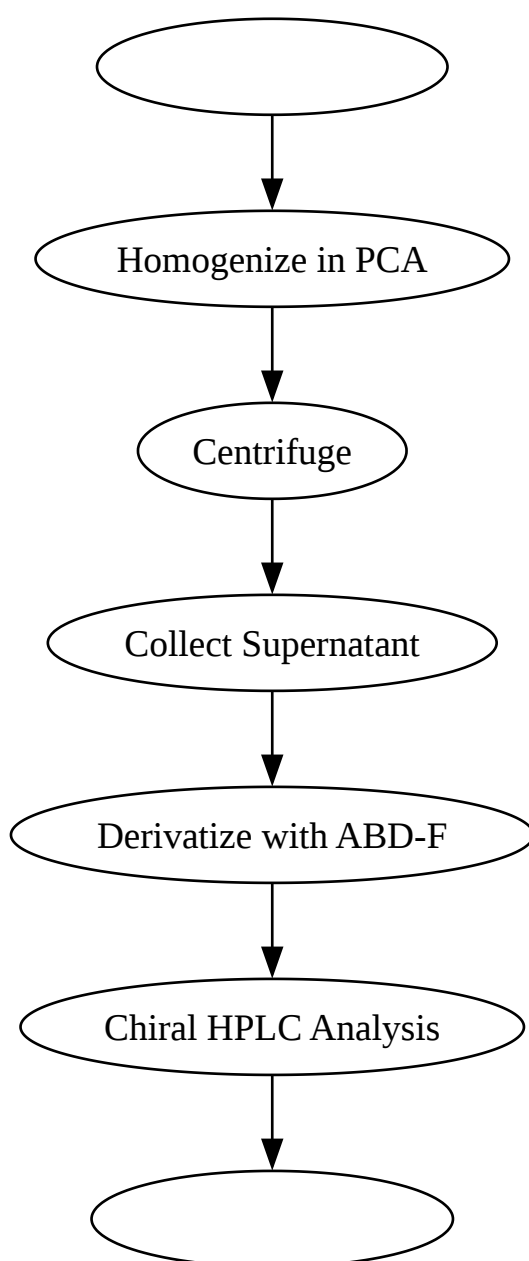 Homogenize in PCA
Centrifuge
Collect Supernatant
Derivatize with ABD-F
Chiral HPLC Analysis